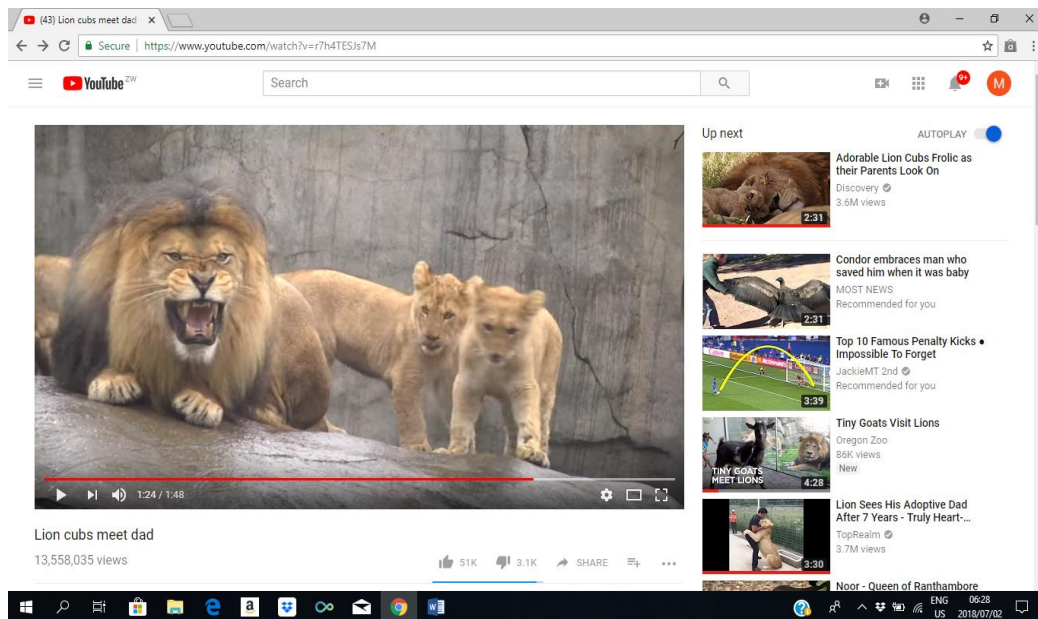 (43) Lion cubs meet dad
Secure | https://www.youtube.com/watch?v=r7h4TESJs7M
YouTube ZW
Search
9+
M
Up next
AUTOPLAY
Adorable Lion Cubs Frolic as
their Parents Look On
Discovery
3.6M views
2:31
Condor embraces man who
saved him when it was baby
MOST NEWS
Recommended for you
2:31
Top 10 Famous Penalty Kicks ●
Impossible To Forget
JackieMT 2nd
Recommended for you
3:39
Tiny Goats Visit Lions
Oregon Zoo
86K views
New
TINY GOATS
MEET LIONS
4:28
Lion Sees His Adoptive Dad
After 7 Years - Truly Heart-...
TopRealm
3.7M views
3:30
Noor - Queen of Ranthambore
1:24 / 1:48
Lion cubs meet dad
13,558,035 views
51K
3.1K
SHARE
ENG
US
06:28
2018/07/02